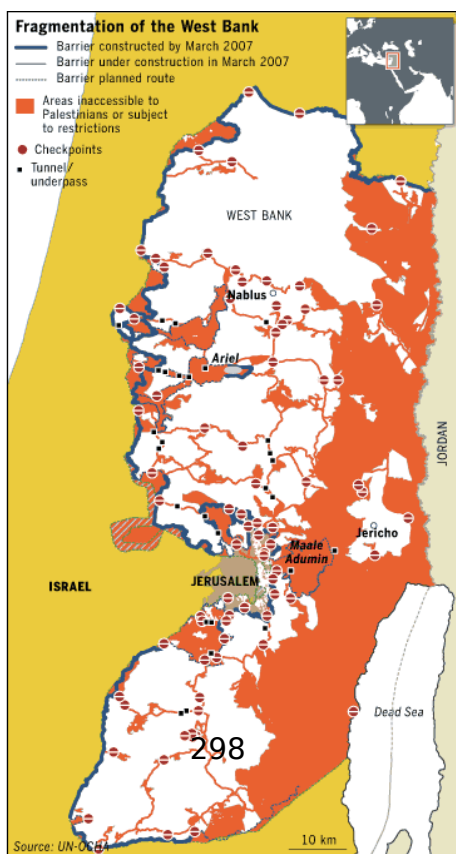 Fragmentation of the West Bank
Barrier constructed by March 2007
Barrier under construction in March 2007
Barrier planned route
Areas inaccessible to
Palestinians or subject
to restrictions
Checkpoints
Tunnel/
underpass
WEST BANK
Nablus
Ariel
JORDAN
Jericho
Maale
Adumin
JERUSALEM
ISRAEL
Dead Sea
298
10 km
Source: UN-OCHA